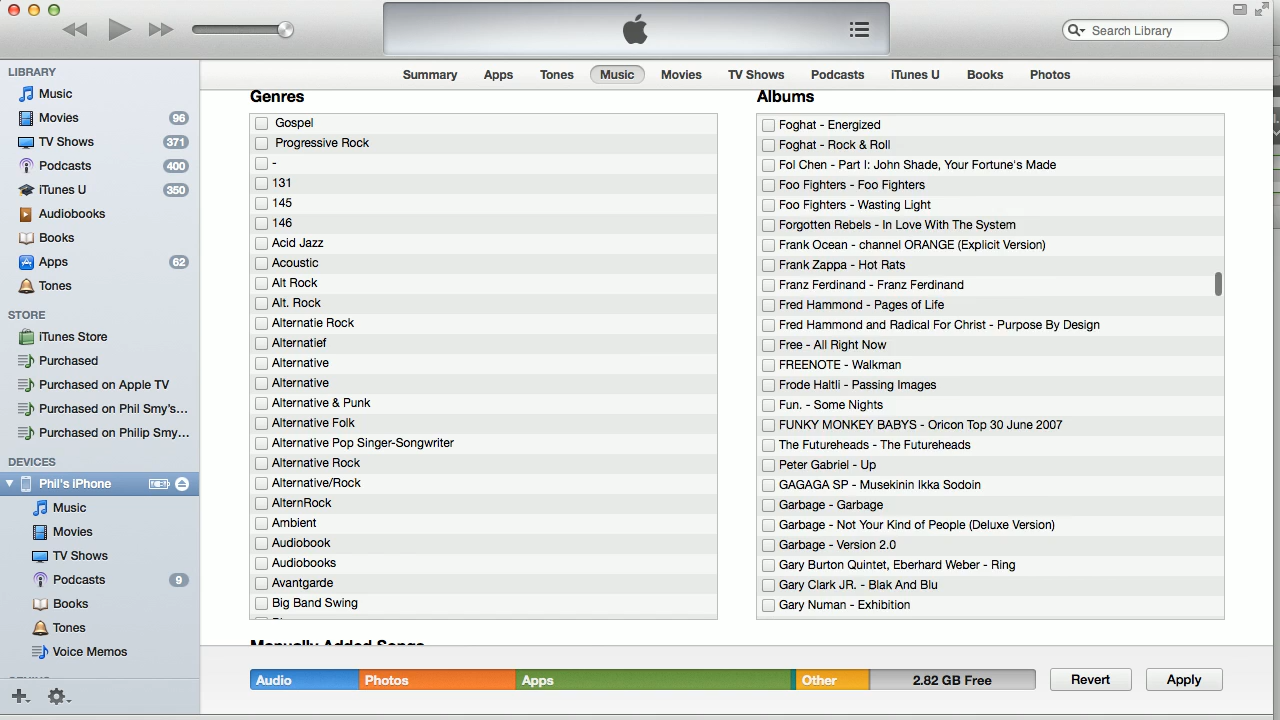 Search Library
LIBRARY
Music
Movies 96
TV Shows 371
Podcasts 400
iTunes U 350
Audiobooks
Books
Apps 62
Tones
STORE
iTunes Store
Purchased
Purchased on Apple TV
Purchased on Phil Smy's...
Purchased on Philip Smy...
DEVICES
Phil's iPhone
Music
Movies
TV Shows
Podcasts 9
Books
Tones
Voice Memos
Summary Apps Tones Music Movies TV Shows Podcasts iTunes U Books Photos
Genres
Gospel
Progressive Rock
-
131
145
146
Acid Jazz
Acoustic
Alt Rock
Alt. Rock
Alternatie Rock
Alternatief
Alternative
Alternative
Alternative & Punk
Alternative Folk
Alternative Pop Singer-Songwriter
Alternative Rock
Alternative/Rock
AlternRock
Ambient
Audiobook
Audiobooks
Avantgarde
Big Band Swing
Albums
Foghat - Energized
Foghat - Rock & Roll
Fol Chen - Part I: John Shade, Your Fortune's Made
Foo Fighters - Foo Fighters
Foo Fighters - Wasting Light
Forgotten Rebels - In Love With The System
Frank Ocean - channel ORANGE (Explicit Version)
Frank Zappa - Hot Rats
Franz Ferdinand - Franz Ferdinand
Fred Hammond - Pages of Life
Fred Hammond and Radical For Christ - Purpose By Design
Free - All Right Now
FREENOTE - Walkman
Frode Haltli - Passing Images
Fun. - Some Nights
FUNKY MONKEY BABYS - Oricon Top 30 June 2007
The Futureheads - The Futureheads
Peter Gabriel - Up
GAGAGA SP - Musekinin Ikka Sodoin
Garbage - Garbage
Garbage - Not Your Kind of People (Deluxe Version)
Garbage - Version 2.0
Gary Burton Quintet, Eberhard Weber - Ring
Gary Clark JR. - Blak And Blu
Gary Numan - Exhibition
Manually Added Songs
Audio Photos Apps Other 2.82 GB Free Revert Apply